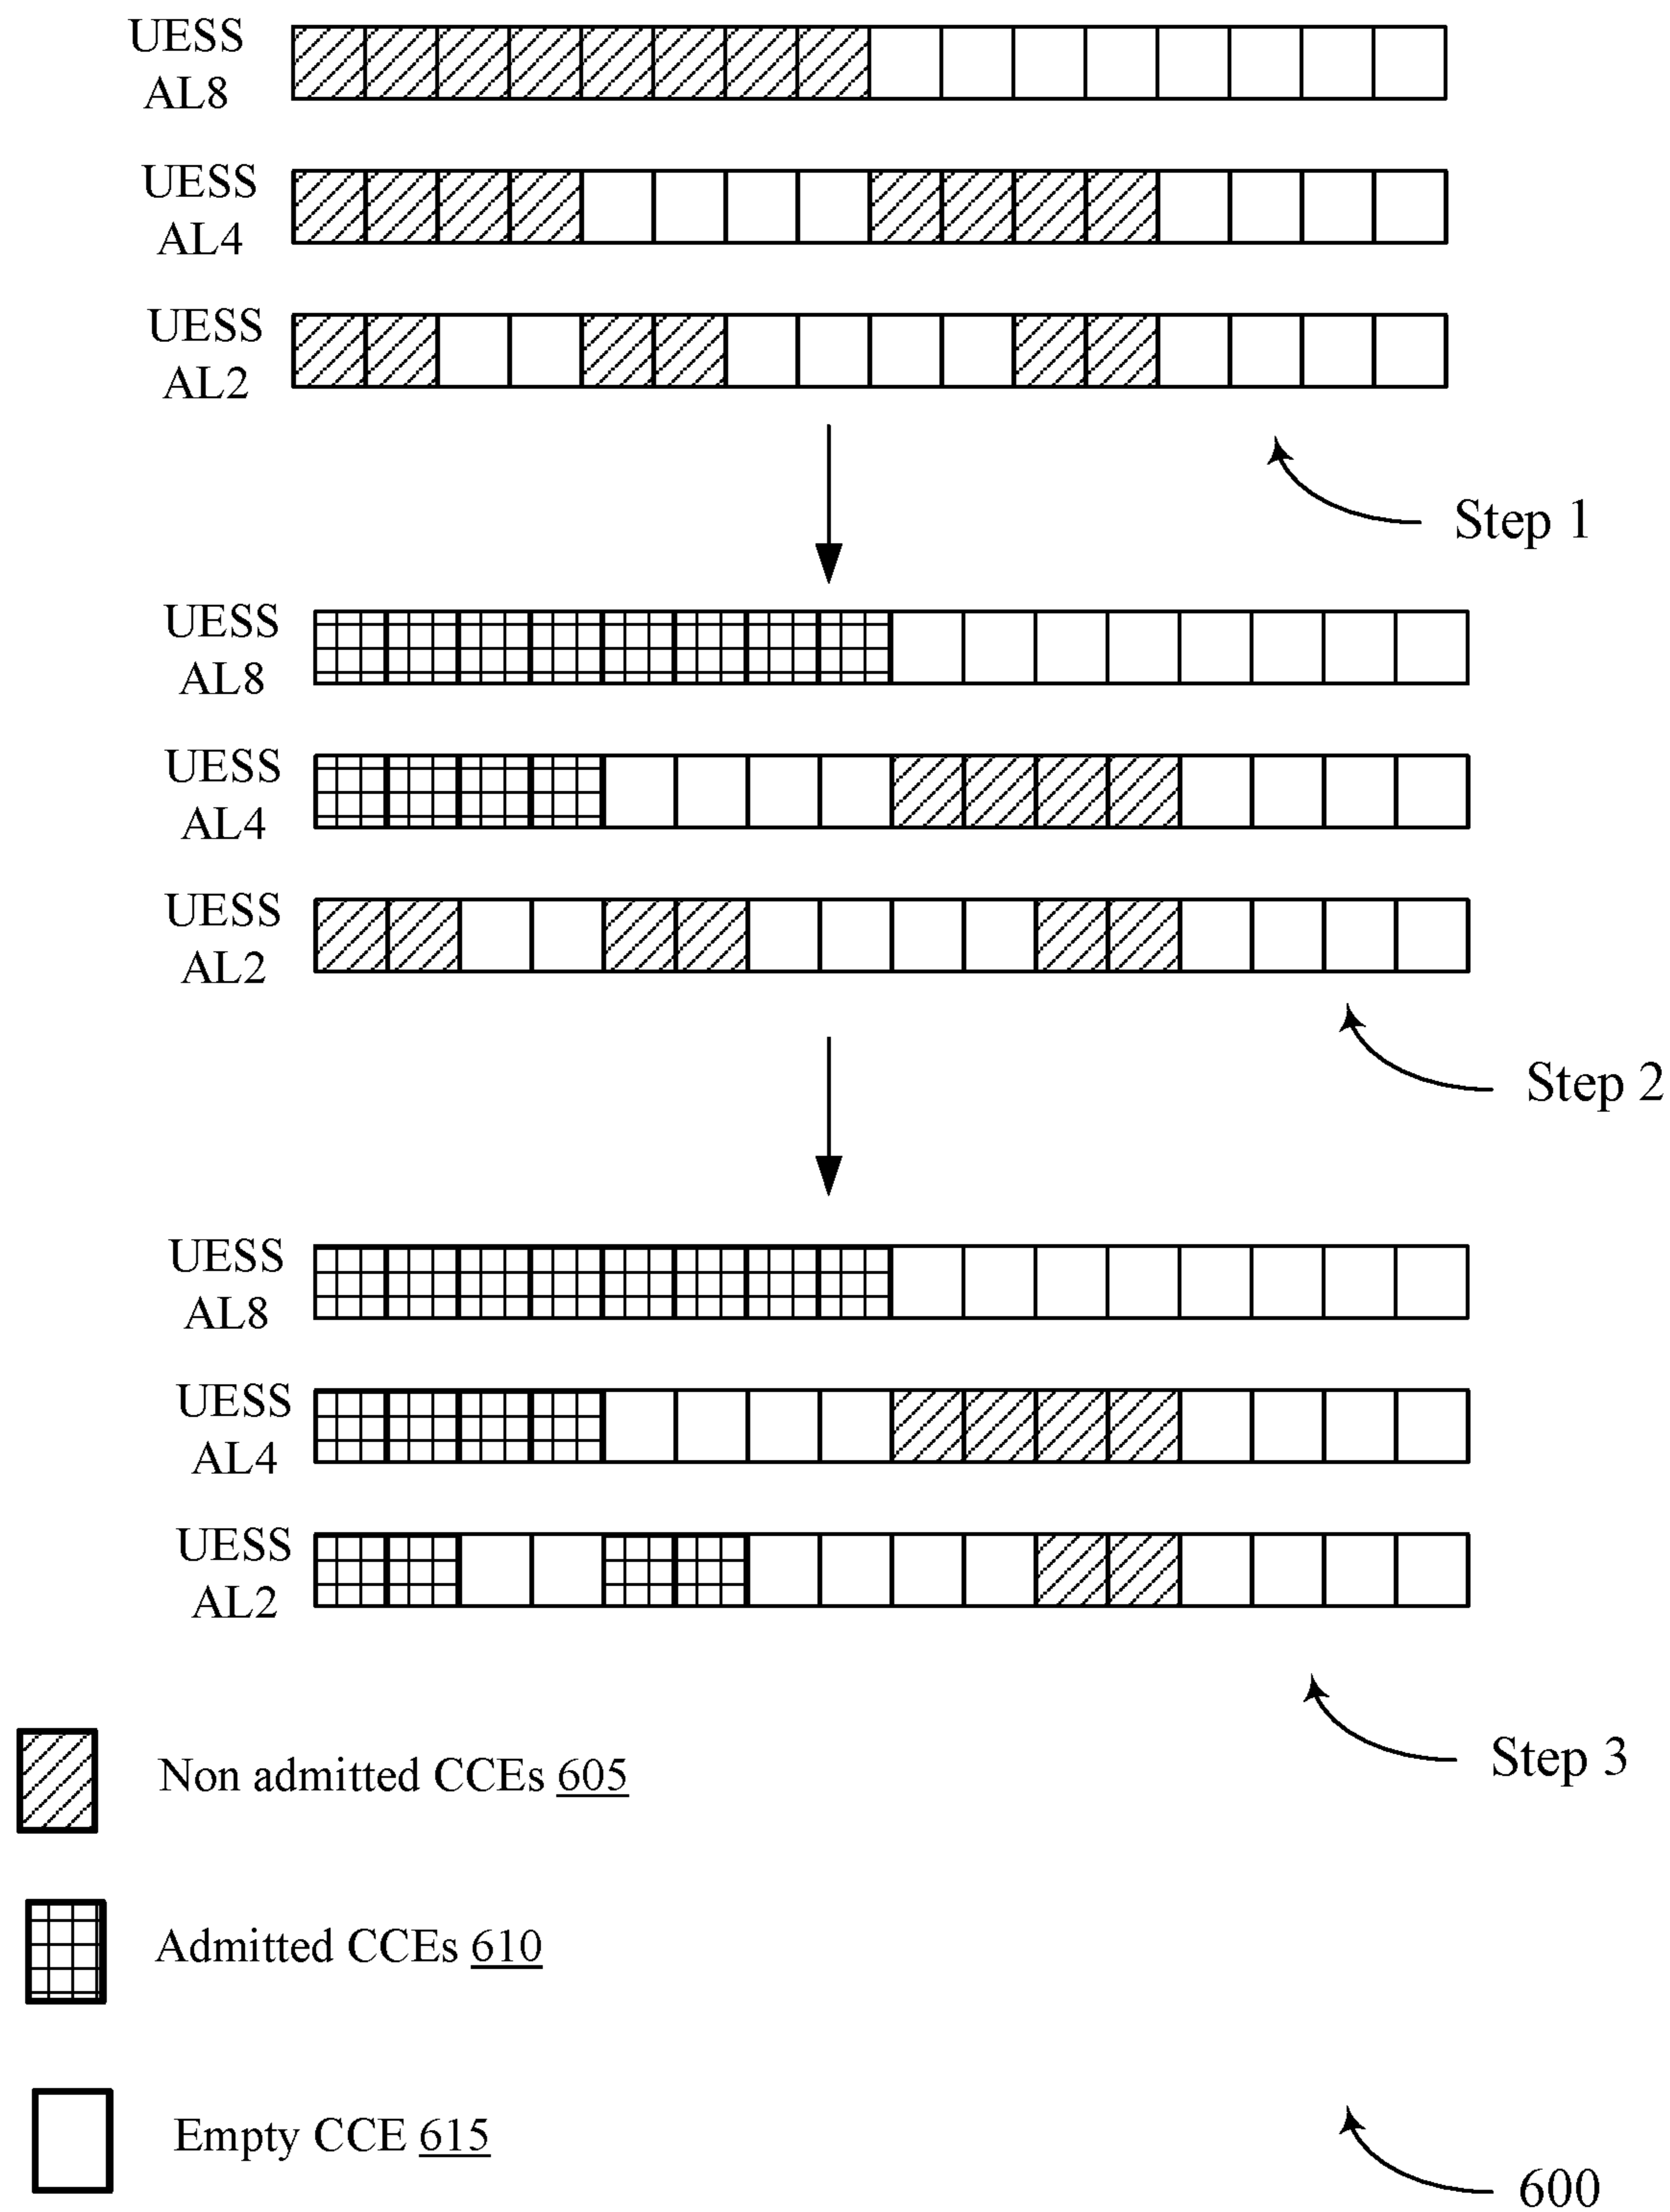 UESS
AL8
UESS
AL4
UESS
AL2
Step 1
UESS
AL8
UESS
AL4
UESS
AL2
Step 2
UESS
AL8
UESS
AL4
UESS
AL2
Step 3
Non admitted CCEs 605
Admitted CCEs 610
Empty CCE 615
600